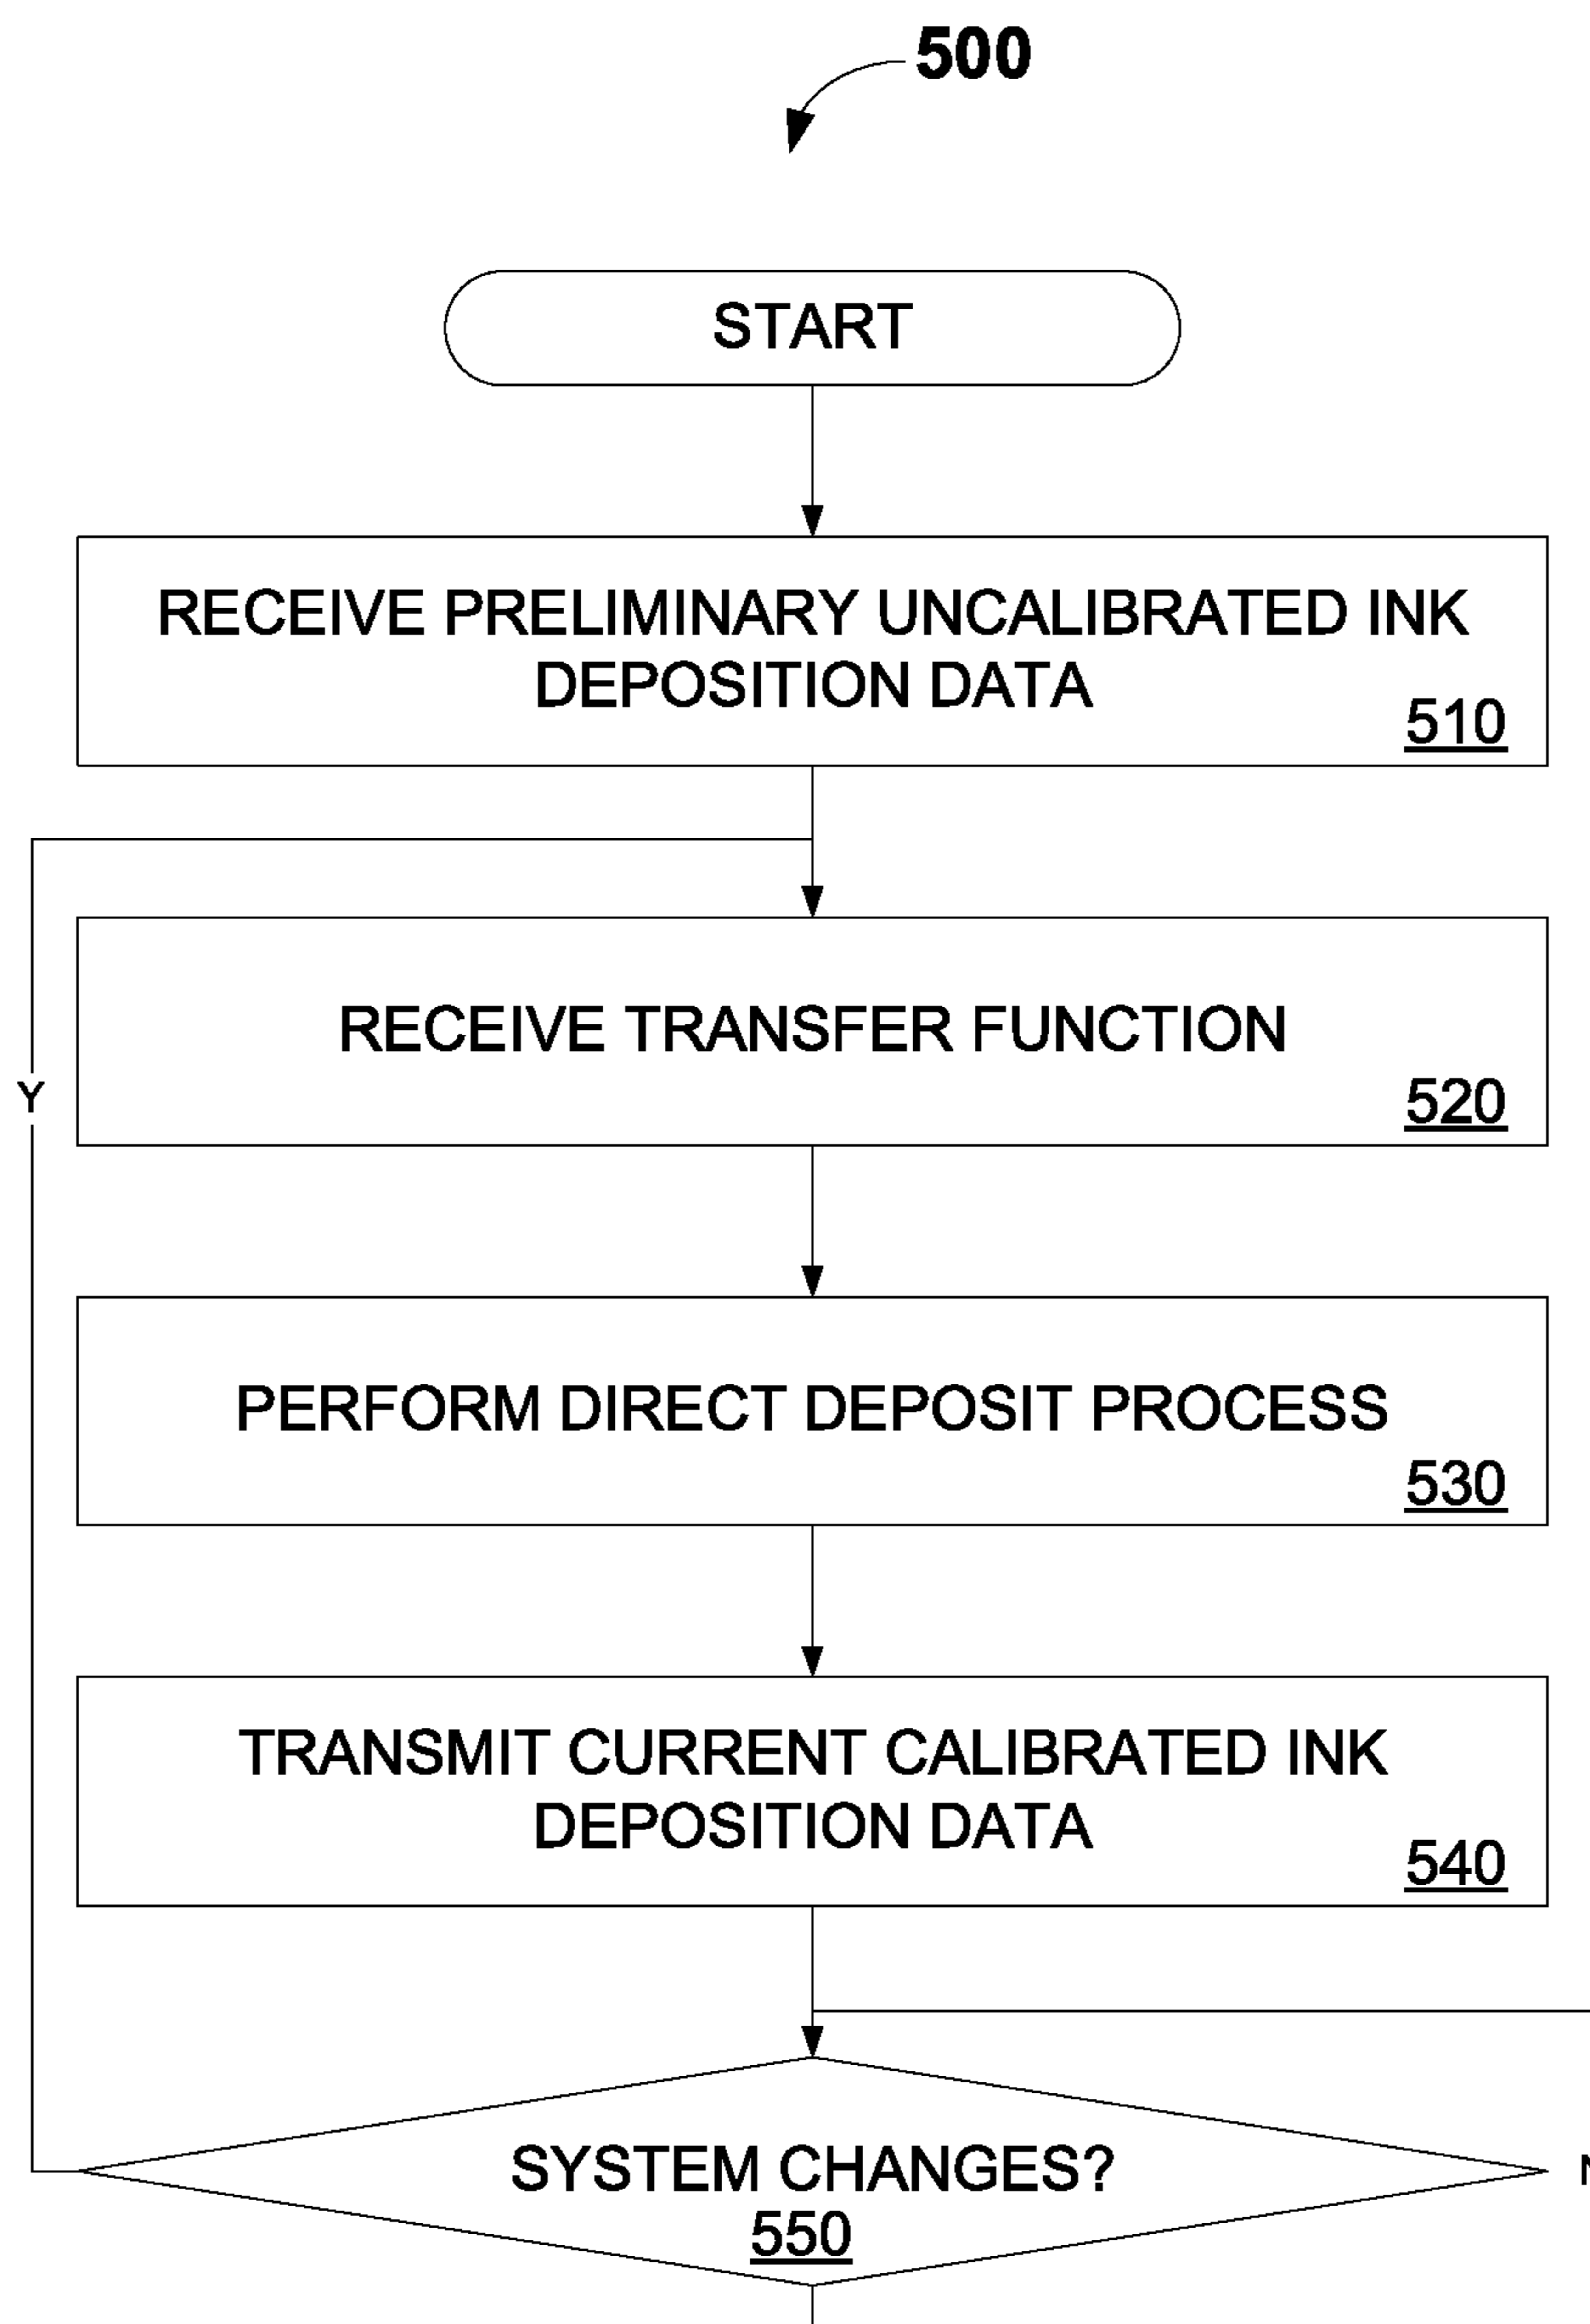 500
START
RECEIVE PRELIMINARY UNCALIBRATED INK
DEPOSITION DATA
510
RECEIVE TRANSFER FUNCTION
520
Y
PERFORM DIRECT DEPOSIT PROCESS
530
TRANSMIT CURRENT CALIBRATED INK
DEPOSITION DATA
540
SYSTEM CHANGES?
550